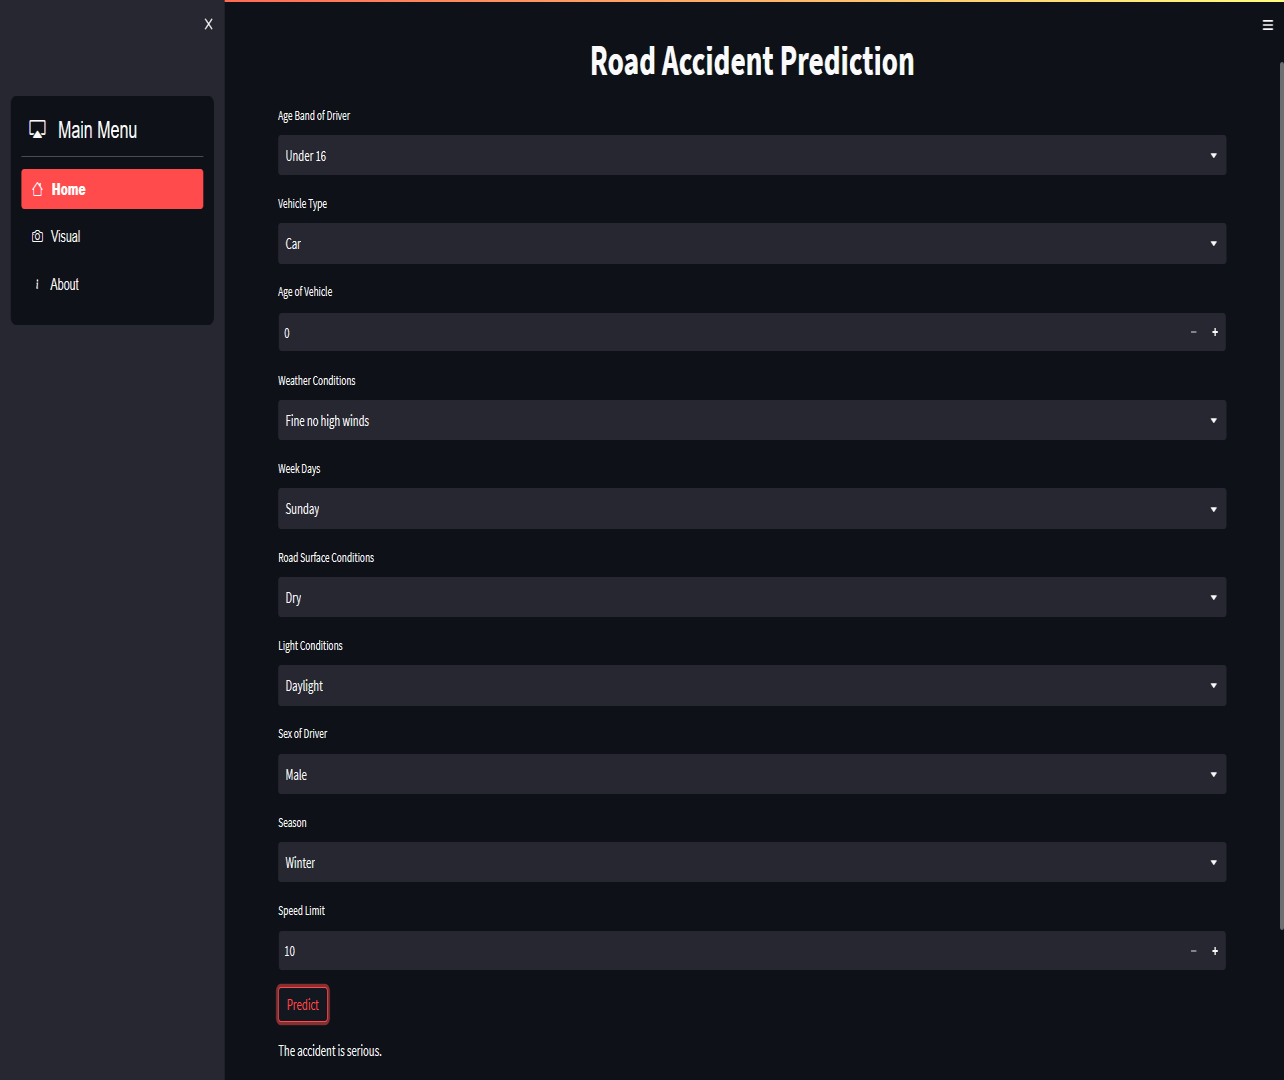 X
Main Menu
Home
Visual
About
Road Accident Prediction
Age Band of Driver
Under 16
Vehicle Type
Car
Age of Vehicle
0
Weather Conditions
Fine no high winds
Week Days
Sunday
Road Surface Conditions
Dry
Light Conditions
Daylight
Sex of Driver
Male
Season
Winter
Speed Limit
10
Predict
The accident is serious.